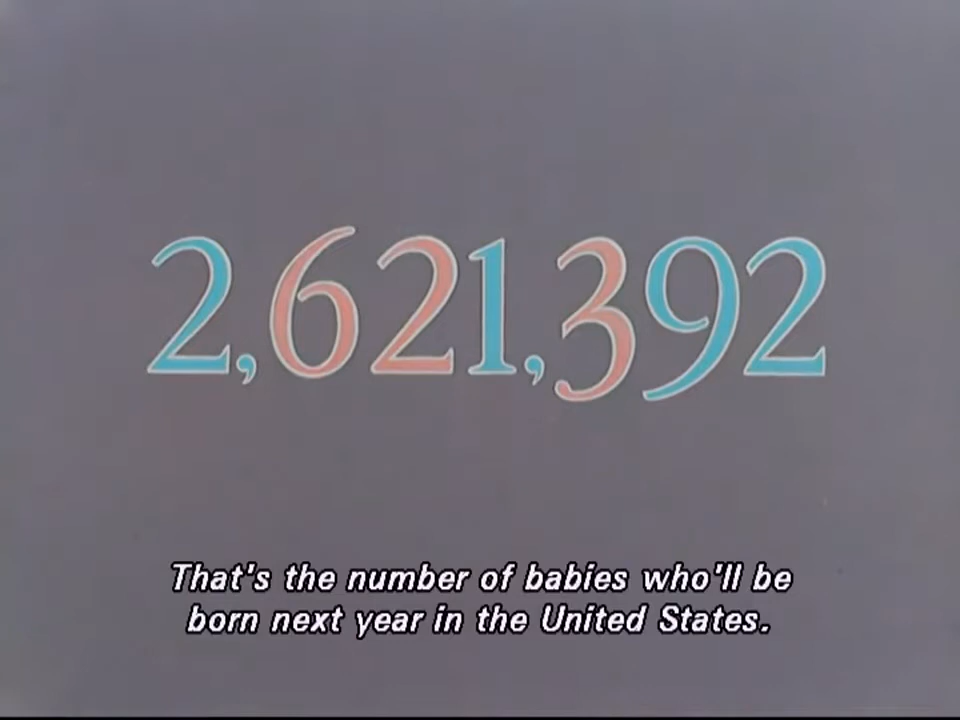 2,621,392
That's the number of babies who'll be
born next year in the United States.